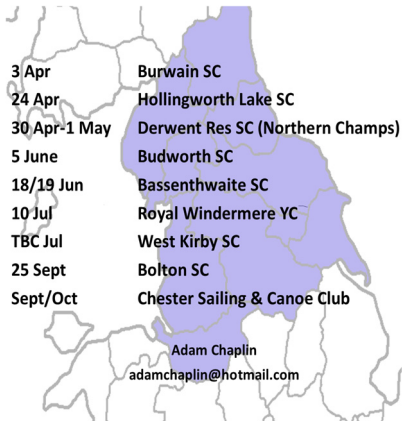 3 Apr Burwain SC
24 Apr Hollingworth Lake SC
30 Apr-1 May Derwent Res SC (Northern Champs)
5 June Budworth SC
18/19 Jun Bassenthwaite SC
10 Jul Royal Windermere YC
TBC Jul West Kirby SC
25 Sept Bolton SC
Sept/Oct Chester Sailing & Canoe Club
Adam Chaplin
adamchaplin@hotmail.com